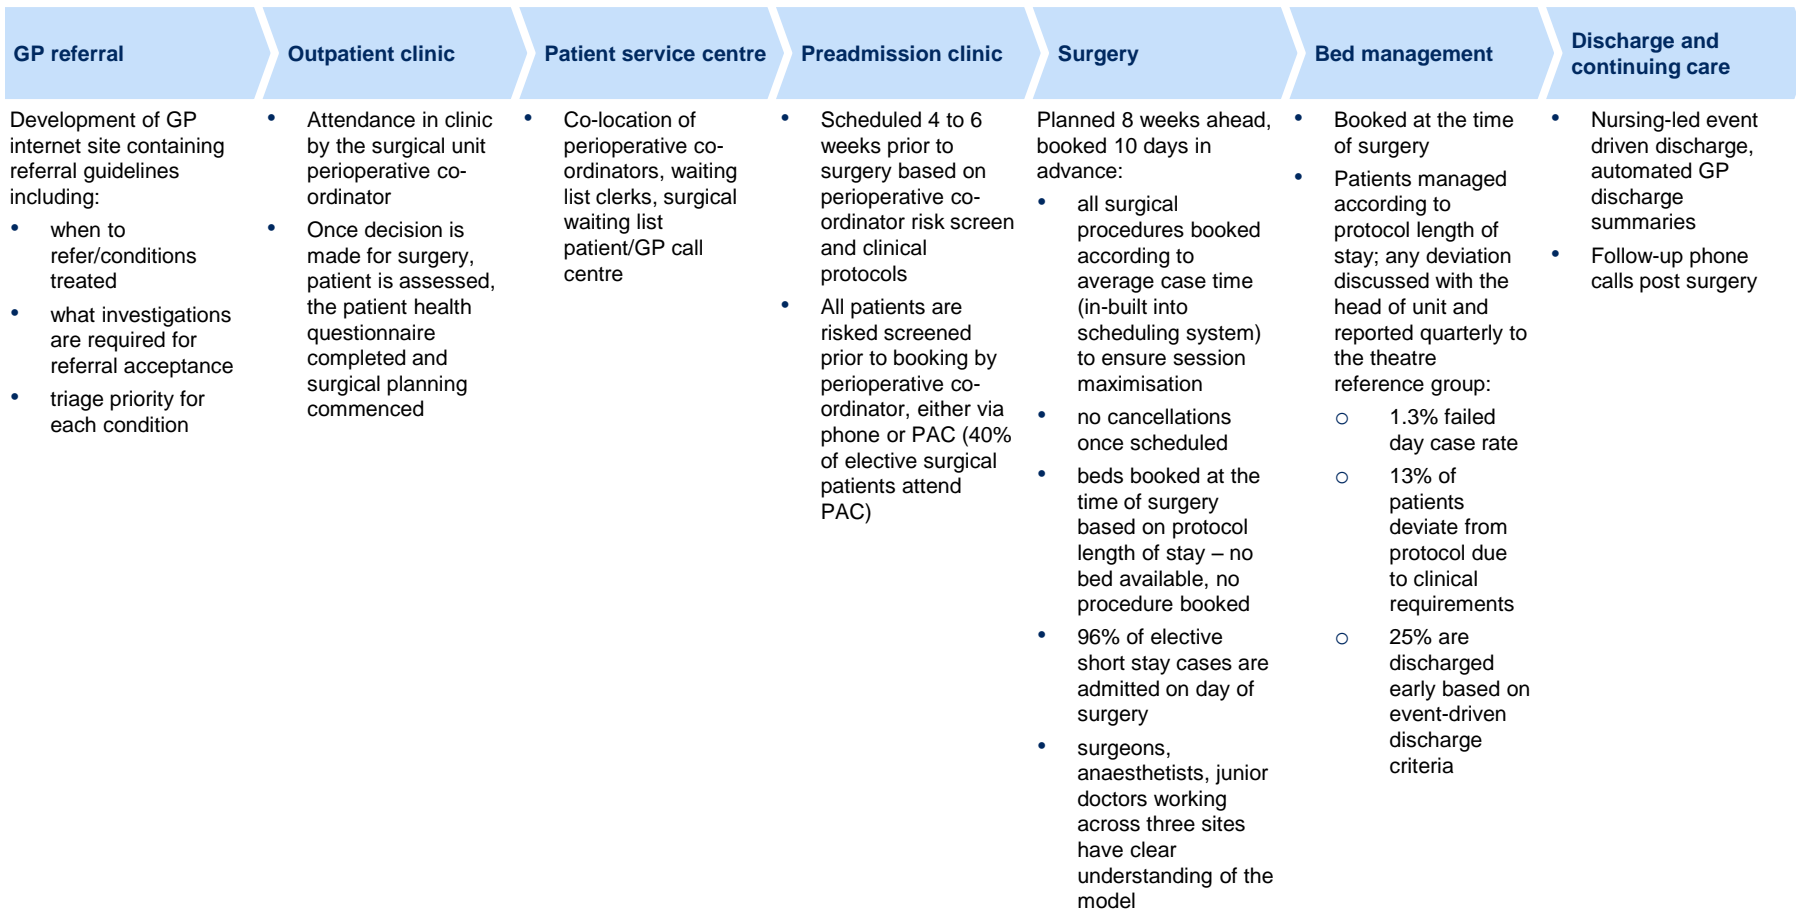 GP referral
Outpatient clinic
Patient service centre
Preadmission clinic
Surgery
Bed management
Discharge and
continuing care
Development of GP
internet site containing
referral guidelines
including:
• when to
refer/conditions
treated
• what investigations
are required for
referral acceptance
• triage priority for
each condition
• Attendance in clinic
by the surgical unit
perioperative co-
ordinator
• Once decision is
made for surgery,
patient is assessed,
the patient health
questionnaire
completed and
surgical planning
commenced
• Co-location of
perioperative co-
ordinators, waiting
list clerks, surgical
waiting list
patient/GP call
centre
• Scheduled 4 to 6
weeks prior to
surgery based on
perioperative co-
ordinator risk screen
and clinical
protocols
• All patients are
risked screened
prior to booking by
perioperative co-
ordinator, either via
phone or PAC (40%
of elective surgical
patients attend
PAC)
Planned 8 weeks ahead,
booked 10 days in
advance:
• all surgical
procedures booked
according to
average case time
(in-built into
scheduling system)
to ensure session
maximisation
• no cancellations
once scheduled
• beds booked at the
time of surgery
based on protocol
length of stay – no
bed available, no
procedure booked
• 96% of elective
short stay cases are
admitted on day of
surgery
• surgeons,
anaesthetists, junior
doctors working
across three sites
have clear
understanding of the
model
• Booked at the time
of surgery
• Patients managed
according to
protocol length of
stay; any deviation
discussed with the
head of unit and
reported quarterly to
the theatre
reference group:
o 1.3% failed
day case rate
o 13% of
patients
deviate from
protocol due
to clinical
requirements
o 25% are
discharged
early based on
event-driven
discharge
criteria
• Nursing-led event
driven discharge,
automated GP
discharge
summaries
• Follow-up phone
calls post surgery